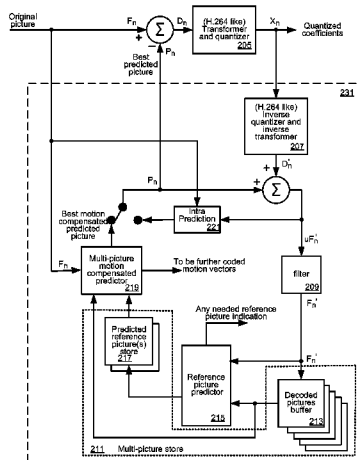 Original
picture
Fn
Dn
Σ
+
−
Pn
(H.264 like)
Transformer
and quantizer
205
Xn
Quantized
coefficients
Best
predicted
picture
231
(H.264 like)
Inverse
quantizer and
inverse
transformer
207
D'n
Pn
+
+
Σ
Best motion
compensated
predicted
picture
Intra
Prediction
221
uFn'
Fn
Multi-picture
motion
compensated
predictor
219
To be further coded
motion vectors
filter
209
Fn'
Any needed reference
picture indication
Predicted
reference
picture(s)
store
217
Fn'
Reference
picture
predictor
215
Decoded
pictures
buffer
213
211
Multi-picture store